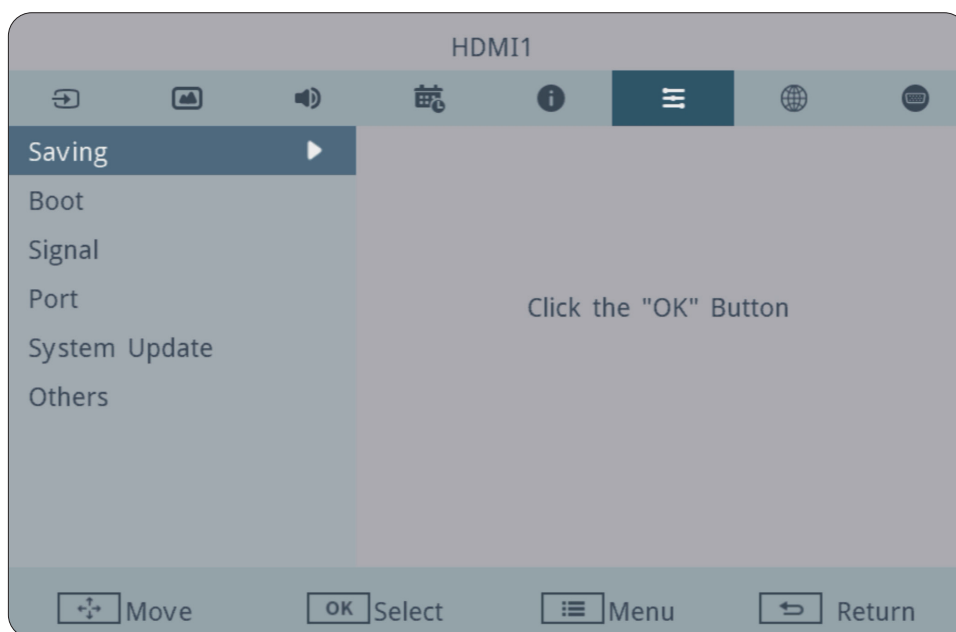 HDMI1
Saving
Boot
Signal
Port
System Update
Others
Click the "OK" Button
Move OK Select Menu Return